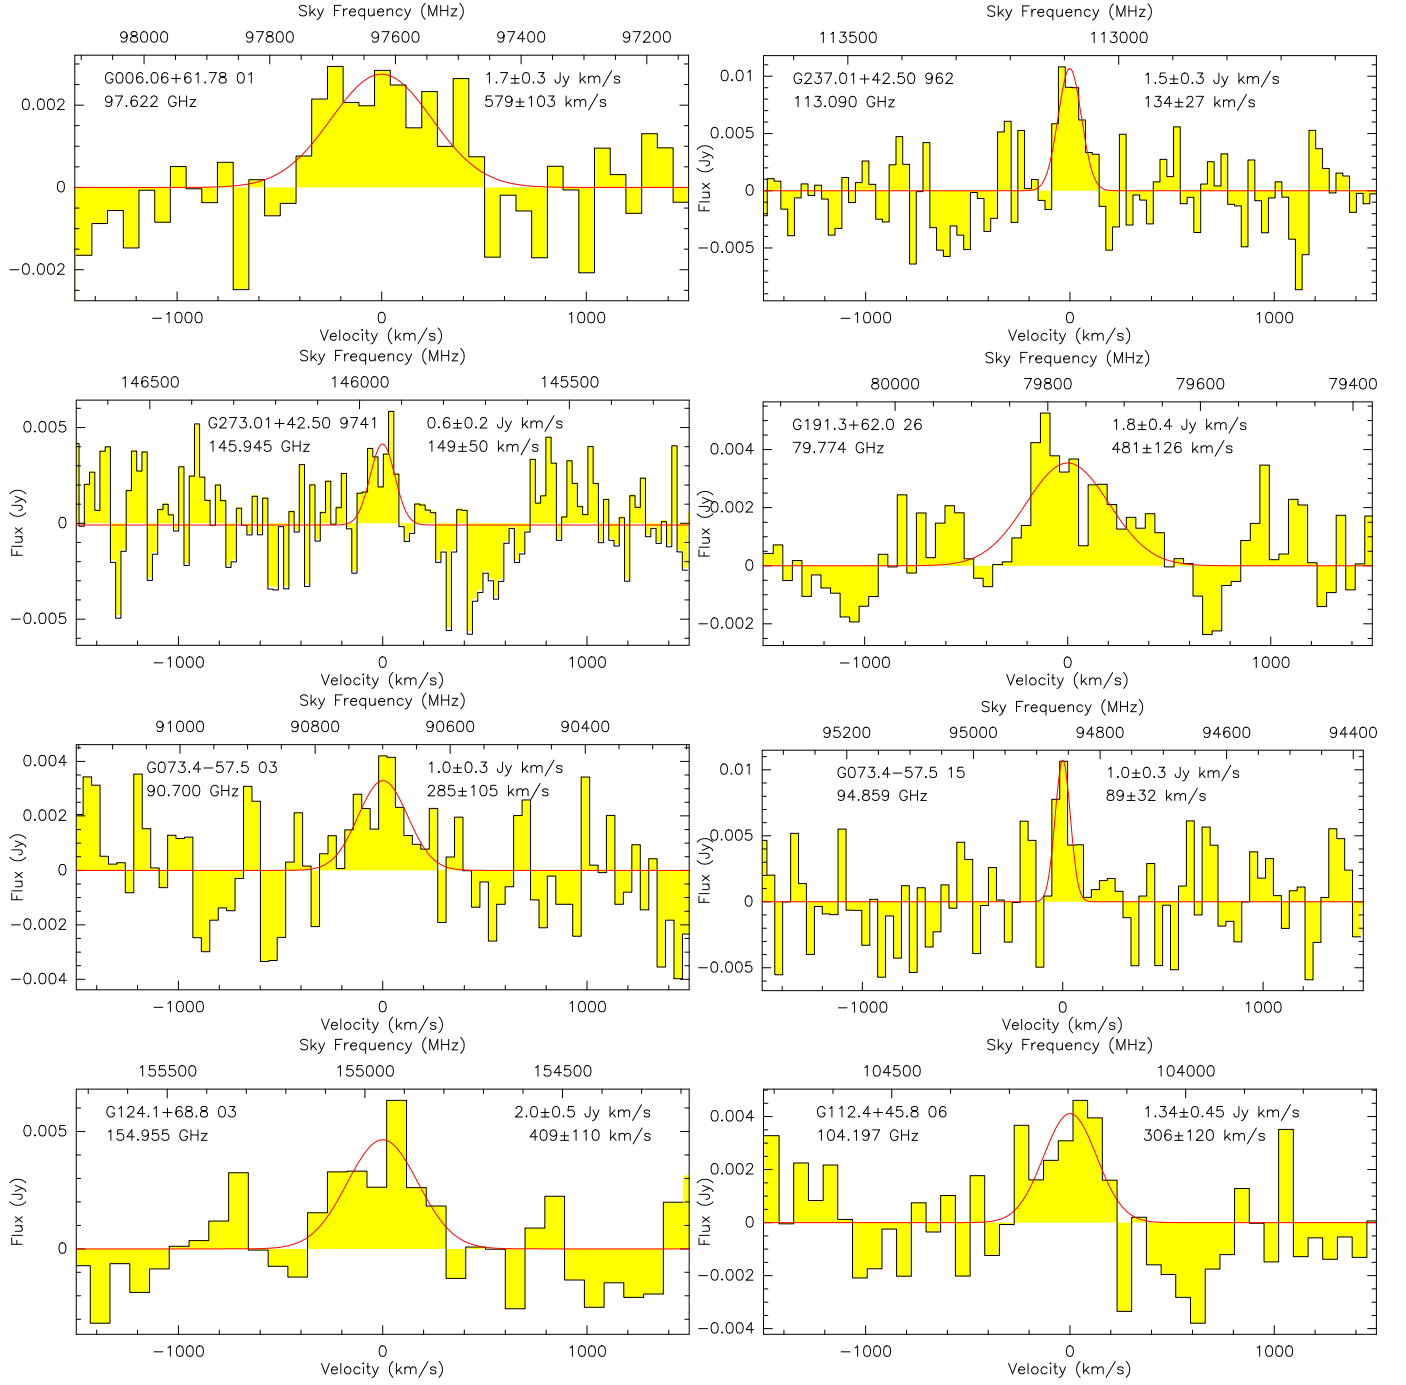 Sky Frequency (MHz)
98000 97800 97600 97400 97200
G006.06+61.78 01 1.7±0.3 Jy km/s
97.622 GHz 579±103 km/s
0.002
0
−0.002
−1000 0 1000
Velocity (km/s)
Sky Frequency (MHz)
113500 113000
G237.01+42.50 962 1.5±0.3 Jy km/s
113.090 GHz 134±27 km/s
0.01
0.005
0
−0.005
Flux (Jy)
−1000 0 1000
Velocity (km/s)
Sky Frequency (MHz)
146500 146000 145500
G273.01+42.50 9741 0.6±0.2 Jy km/s
145.945 GHz 149±50 km/s
0.005
0
−0.005
Flux (Jy)
−1000 0 1000
Velocity (km/s)
Sky Frequency (MHz)
80000 79800 79600 79400
G191.3+62.0 26 1.8±0.4 Jy km/s
79.774 GHz 481±126 km/s
0.004
0.002
0
−0.002
Flux (Jy)
−1000 0 1000
Velocity (km/s)
Sky Frequency (MHz)
91000 90800 90600 90400
G073.4−57.5 03 1.0±0.3 Jy km/s
90.700 GHz 285±105 km/s
0.004
0.002
0
−0.002
−0.004
Flux (Jy)
−1000 0 1000
Velocity (km/s)
Sky Frequency (MHz)
95200 95000 94800 94600 94400
G073.4−57.5 15 1.0±0.3 Jy km/s
94.859 GHz 89±32 km/s
0.01
0.005
0
−0.005
Flux (Jy)
−1000 0 1000
Velocity (km/s)
Sky Frequency (MHz)
155500 155000 154500
G124.1+68.8 03 2.0±0.5 Jy km/s
154.955 GHz 409±110 km/s
0.005
0
Flux (Jy)
−1000 0 1000
Velocity (km/s)
Sky Frequency (MHz)
104500 104000
G112.4+45.8 06 1.34±0.45 Jy km/s
104.197 GHz 306±120 km/s
0.004
0.002
0
−0.002
−0.004
Flux (Jy)
−1000 0 1000
Velocity (km/s)